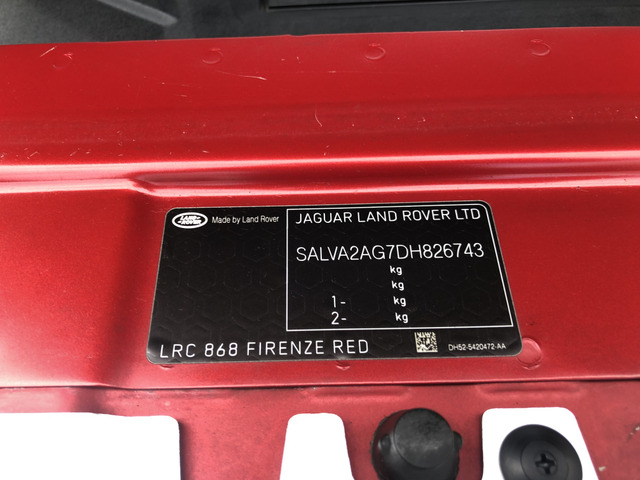 LAND-
ROVER
Made by Land Rover
JAGUAR LAND ROVER LTD
SALVA2AG7DH826743
kg
kg
1- kg
2- kg
LRC 868 FIRENZE RED
DH52-5420472-AA